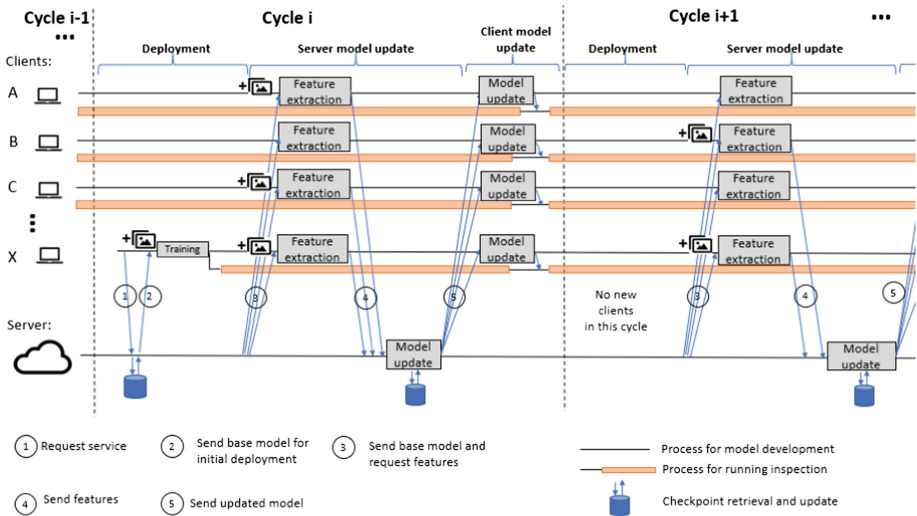 Cycle i-1
Cycle i
Cycle i+1
...
...
Deployment
Server model update
Client model
update
Deployment
Server model update
Clients:
A
+
Feature
extraction
Model
update
Feature
extraction
B
Feature
extraction
Model
update
+
Feature
extraction
C
+
Feature
extraction
Model
update
Feature
extraction
X
+
Training
+
Feature
extraction
Model
update
+
Feature
extraction
1
2
3
4
5
No new
clients
in this cycle
3
4
5
Server:
Model
update
Model
update
1 Request service
2 Send base model for
initial deployment
3 Send base model and
request features
4 Send features
5 Send updated model
Process for model development
Process for running inspection
Checkpoint retrieval and update